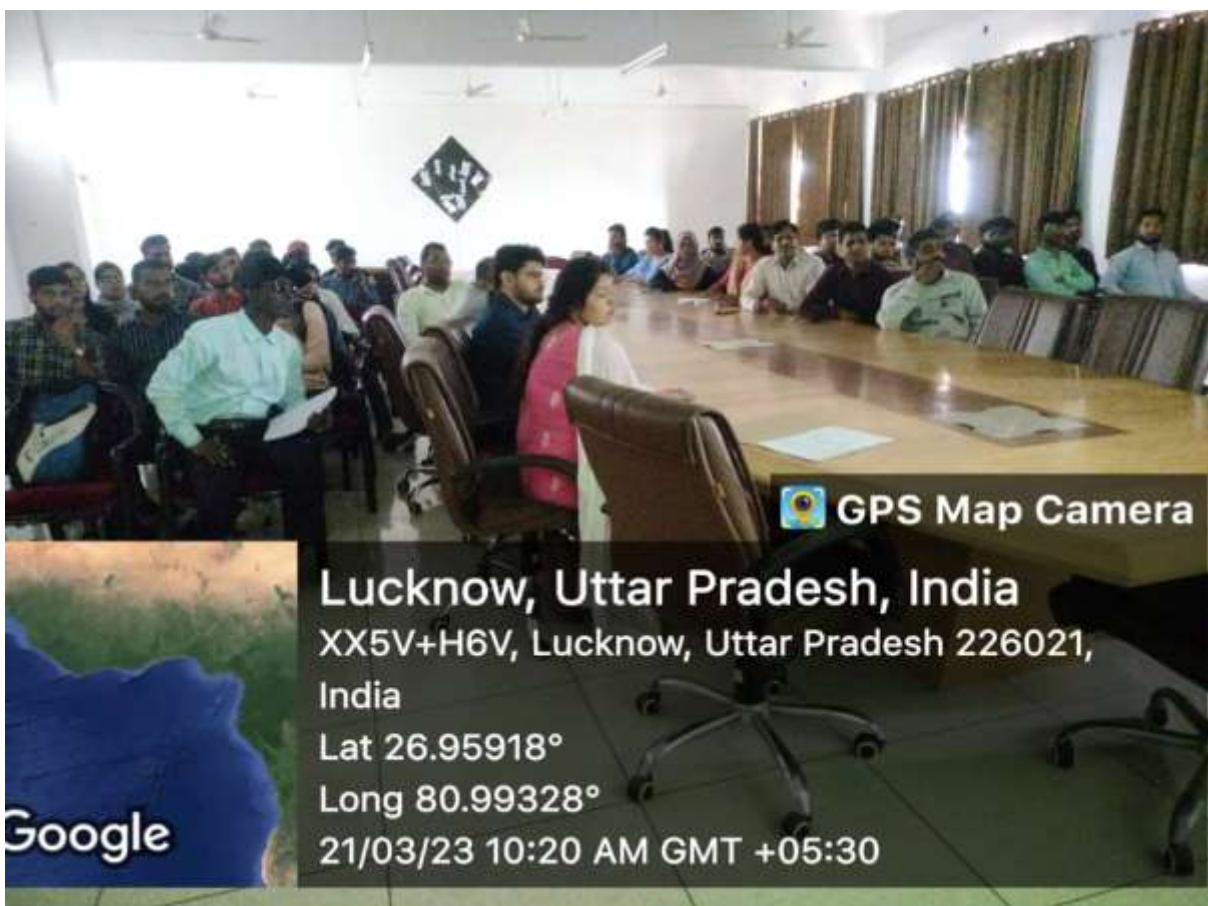 GPS Map Camera
Lucknow, Uttar Pradesh, India
XX5V+H6V, Lucknow, Uttar Pradesh 226021,
India
Lat 26.95918°
Long 80.99328°
21/03/23 10:20 AM GMT +05:30
Google